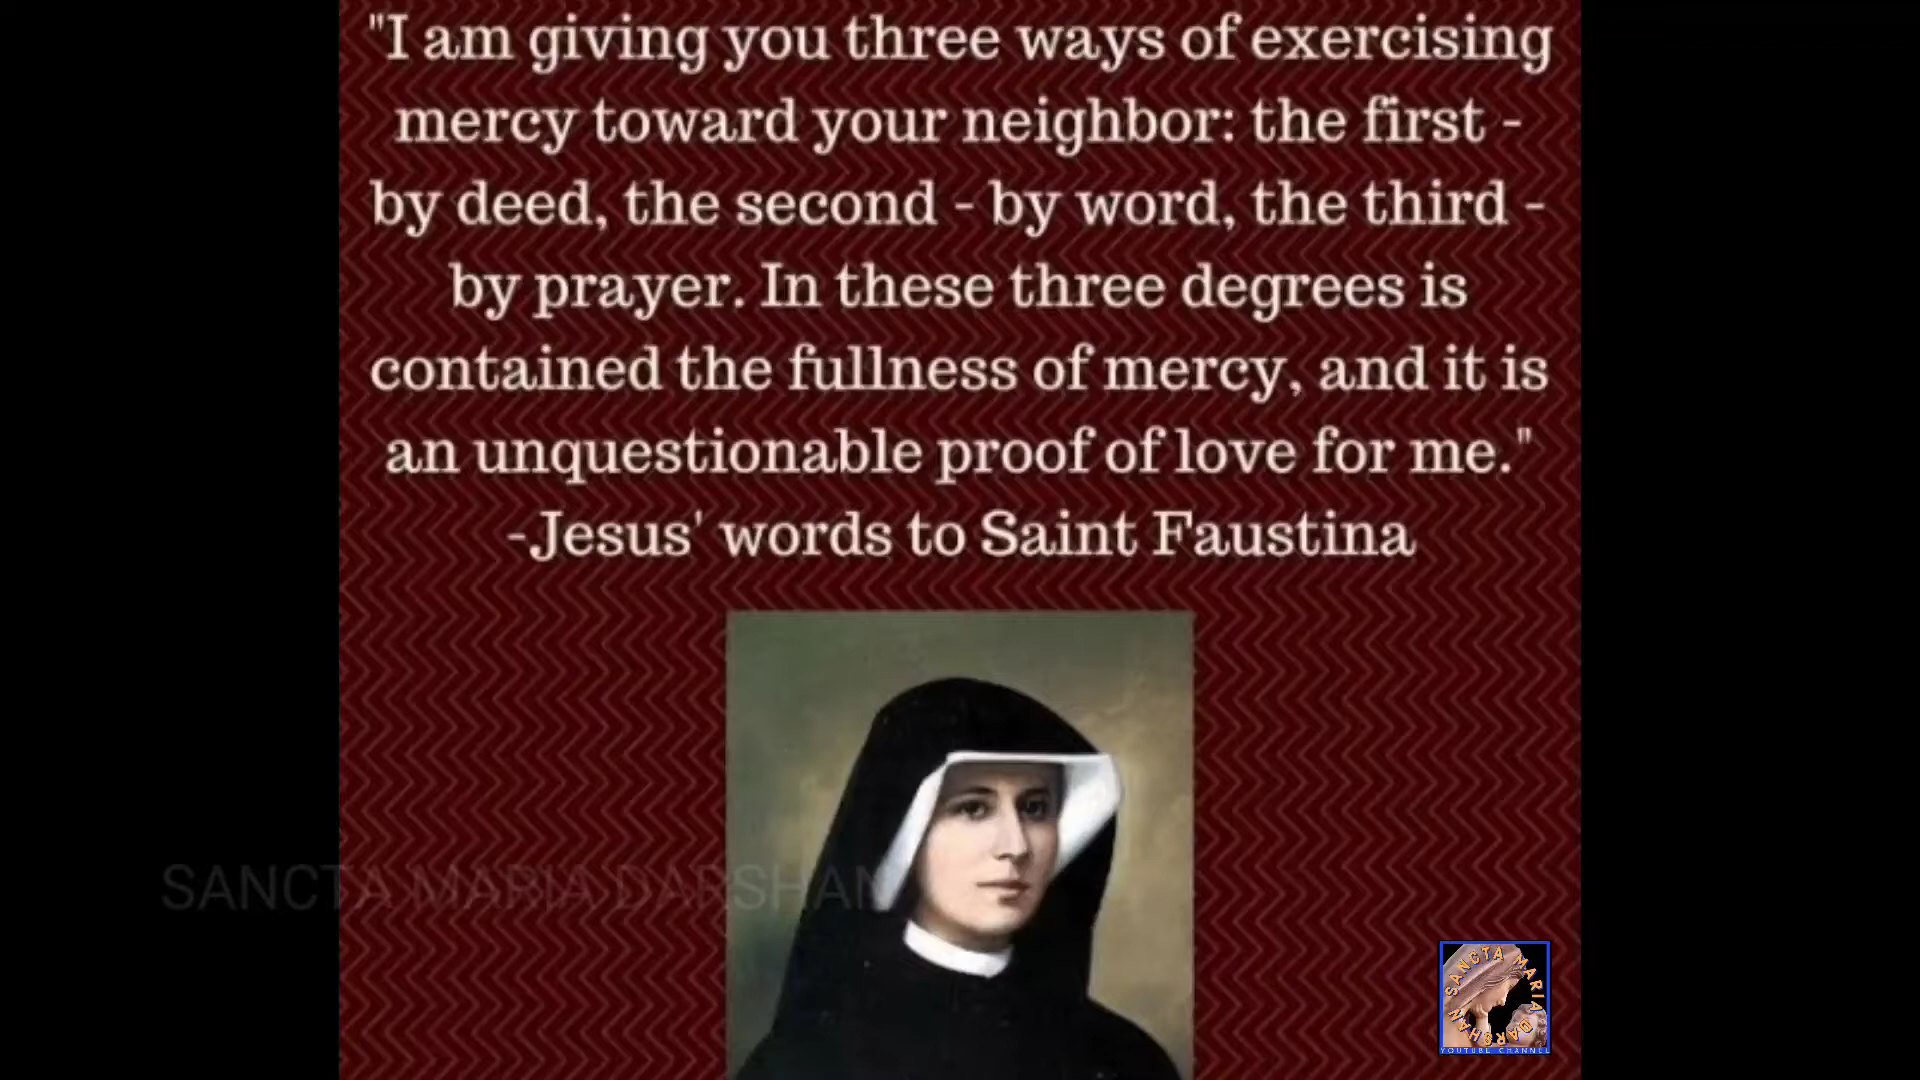 "I am giving you three ways of exercising
mercy toward your neighbor: the first -
by deed, the second - by word, the third -
by prayer. In these three degrees is
contained the fullness of mercy, and it is
an unquestionable proof of love for me."
-Jesus' words to Saint Faustina
SANCTA MARIA DARSHAN
SANCTA MARIA DARSHAN
YOUTUBE CHANNEL